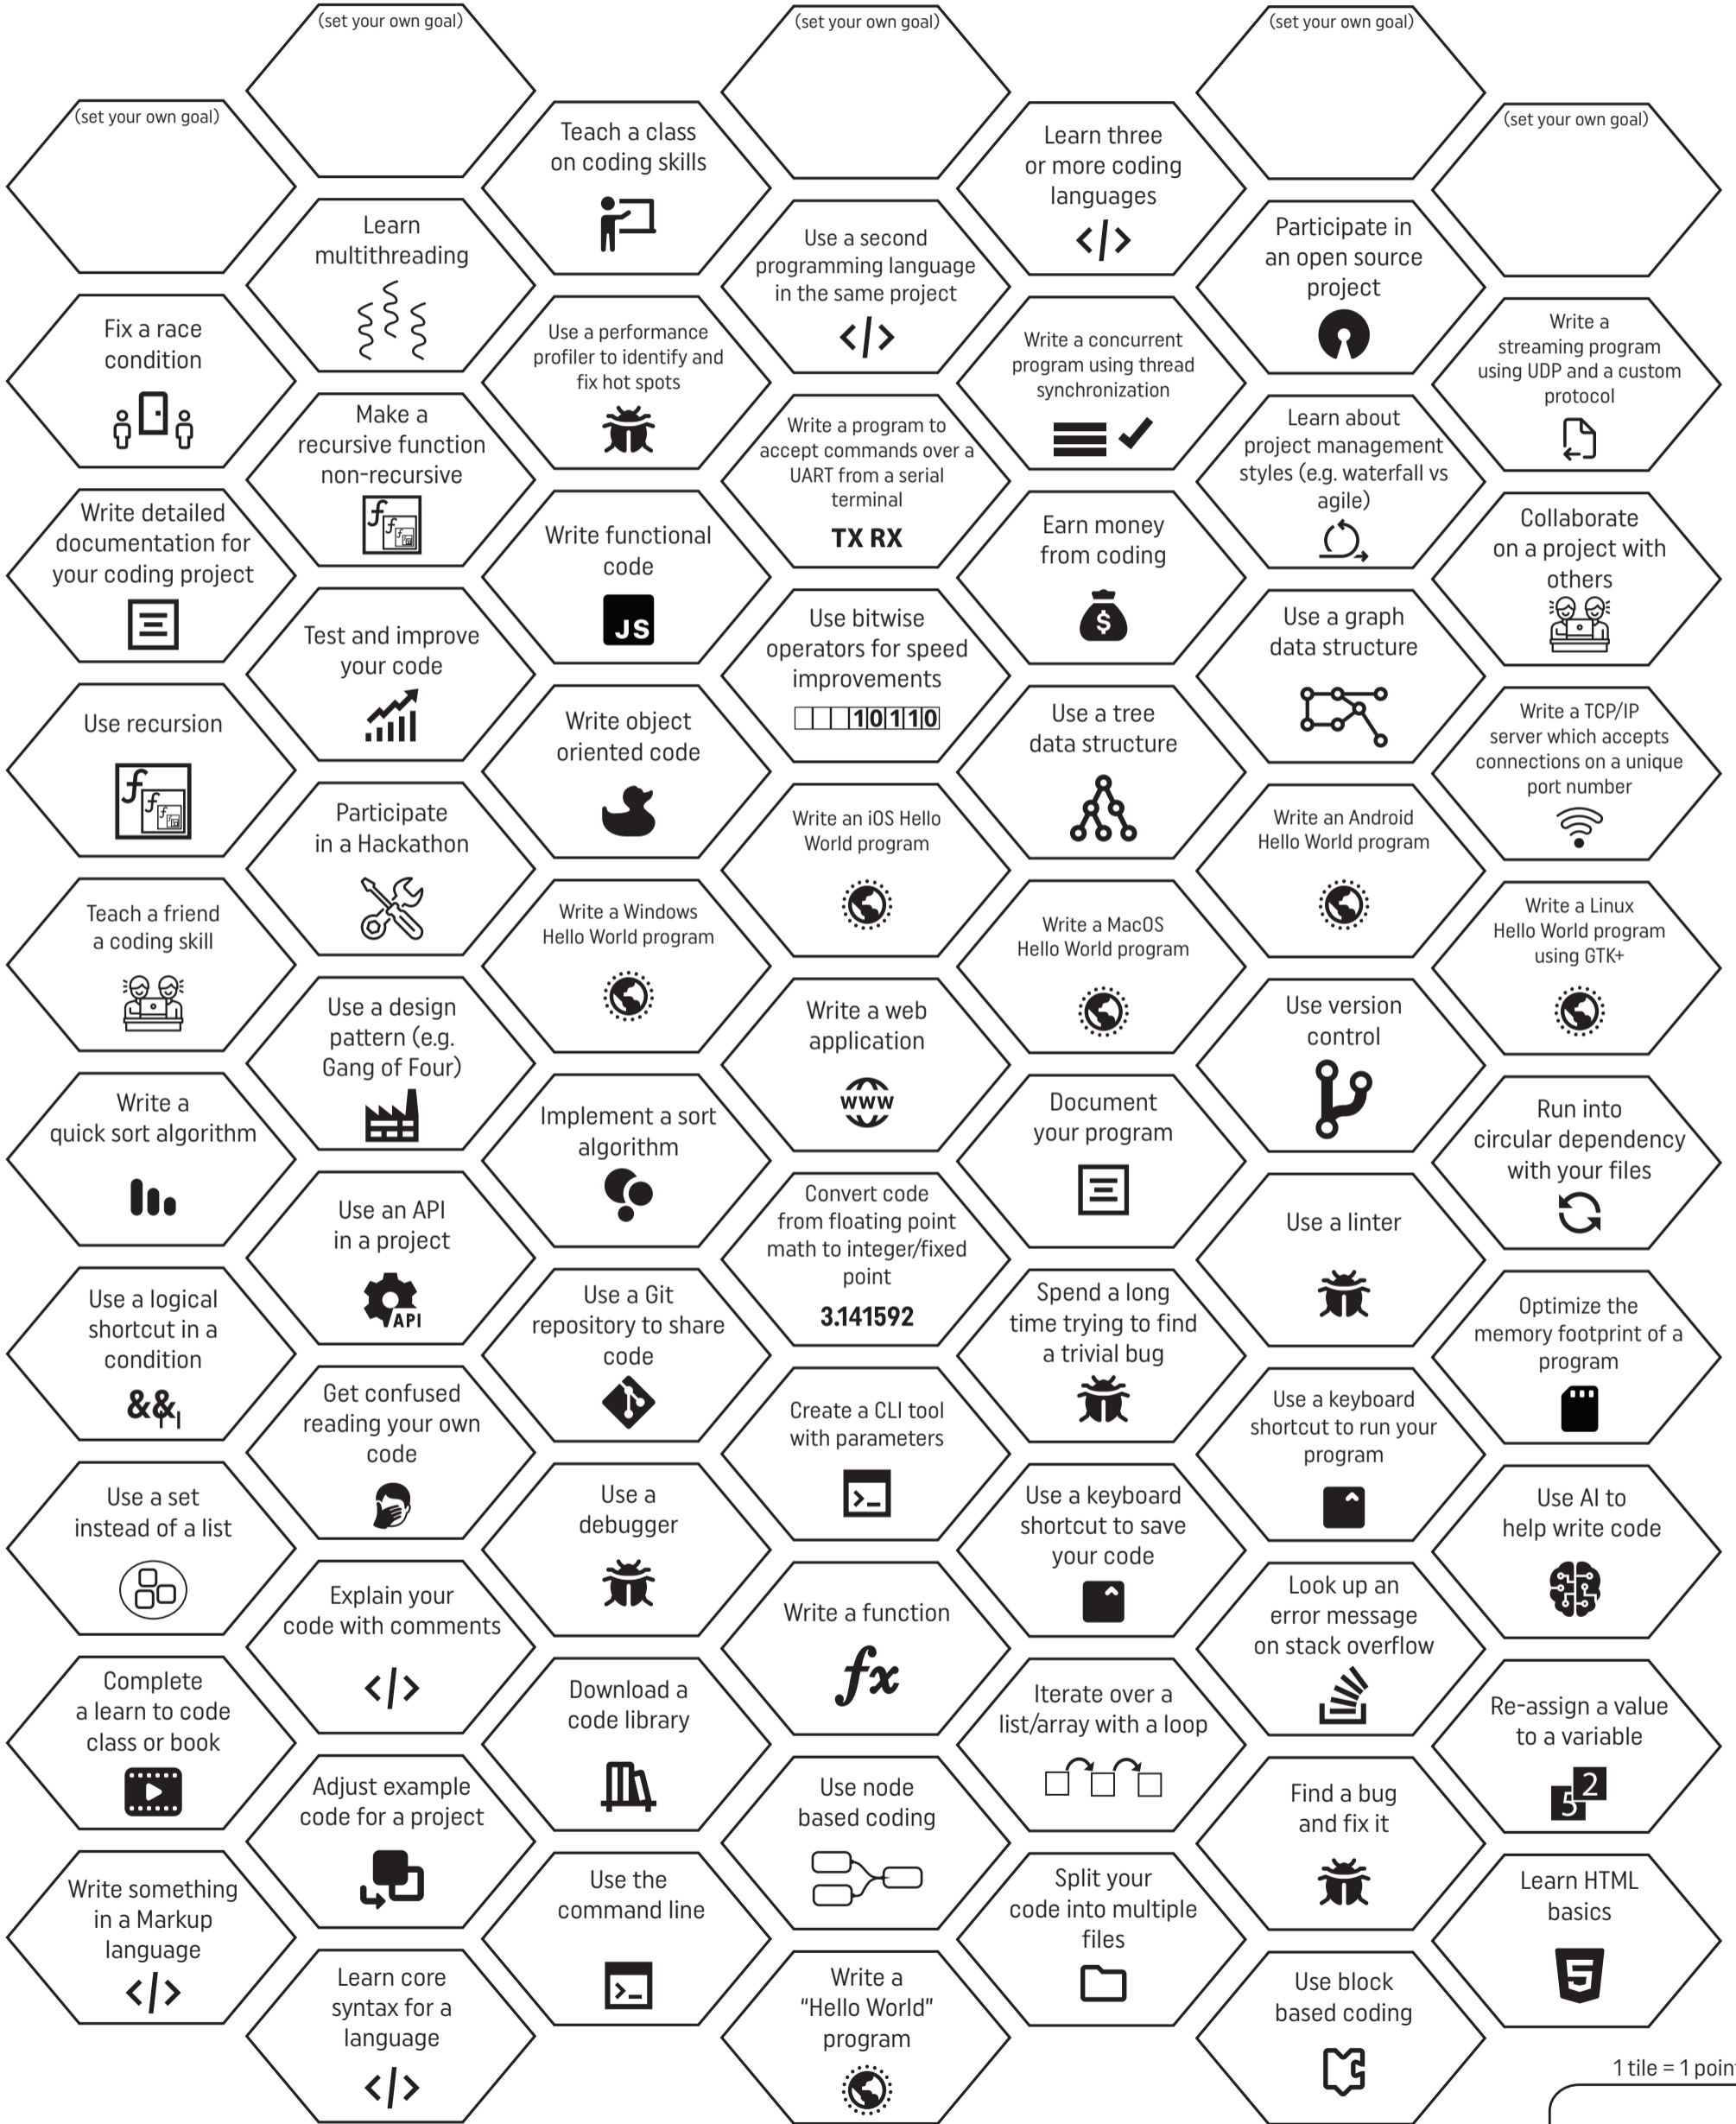 (set your own goal)
(set your own goal)
(set your own goal)
(set your own goal)
Teach a class
on coding skills
Learn three
or more coding
languages
(set your own goal)
Learn
multithreading
Use a second
programming language
in the same project
Participate in
an open source
project
Fix a race
condition
Use a performance
profiler to identify and
fix hot spots
Write a concurrent
program using thread
synchronization
Write a
streaming program
using UDP and a custom
protocol
Make a
recursive function
non-recursive
f
f
f
Write a program to
accept commands over a
UART from a serial
terminal
TX RX
Learn about
project management
styles (e.g. waterfall vs
agile)
Write detailed
documentation for
your coding project
Write functional
code
JS
Earn money
from coding
$
Collaborate
on a project with
others
Test and improve
your code
Use bitwise
operators for speed
improvements
10110
Use a graph
data structure
Use recursion
f
f
f
Write object
oriented code
Use a tree
data structure
Write a TCP/IP
server which accepts
connections on a unique
port number
Participate
in a Hackathon
Write an iOS Hello
World program
Write an Android
Hello World program
Teach a friend
a coding skill
Write a Windows
Hello World program
Write a MacOS
Hello World program
Write a Linux
Hello World program
using GTK+
Use a design
pattern (e.g.
Gang of Four)
Write a web
application
www
Use version
control
Write a
quick sort algorithm
Implement a sort
algorithm
Document
your program
Run into
circular dependency
with your files
Use an API
in a project
API
Convert code
from floating point
math to integer/fixed
point
3.141592
Use a linter
Use a logical
shortcut in a
condition
&&
Use a Git
repository to share
code
Spend a long
time trying to find
a trivial bug
Optimize the
memory footprint of a
program
Get confused
reading your own
code
Create a CLI tool
with parameters
>_
Use a keyboard
shortcut to run your
program
Use a set
instead of a list
Use a
debugger
Use a keyboard
shortcut to save
your code
Use AI to
help write code
Explain your
code with comments
</>
Write a function
fx
Look up an
error message
on stack overflow
Complete
a learn to code
class or book
Download a
code library
Iterate over a
list/array with a loop
Re-assign a value
to a variable
5 2
Adjust example
code for a project
Use node
based coding
Find a bug
and fix it
Write something
in a Markup
language
</>
Use the
command line
>_
Split your
code into multiple
files
Learn HTML
basics
5
Learn core
syntax for a
language
</>
Write a
“Hello World”
program
Use block
based coding
1 tile = 1 poin